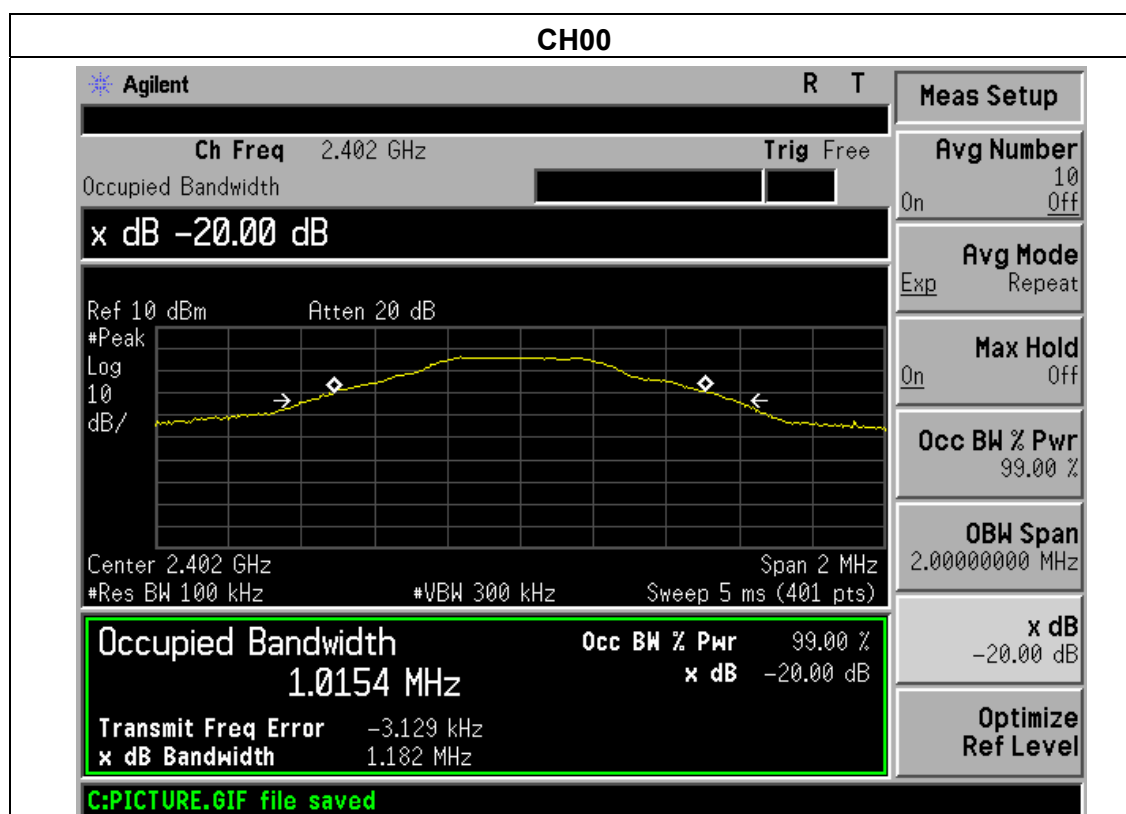 CH00
Agilent R T
Ch Freq 2.402 GHz Trig Free
Occupied Bandwidth
x dB -20.00 dB
Ref 10 dBm Atten 20 dB
#Peak
Log
10
dB/
Center 2.402 GHz Span 2 MHz
#Res BW 100 kHz #VBW 300 kHz Sweep 5 ms (401 pts)
Occupied Bandwidth Occ BW % Pwr 99.00 %
1.0154 MHz x dB -20.00 dB
Transmit Freq Error -3.129 kHz
x dB Bandwidth 1.182 MHz
C:PICTURE.GIF file saved
Meas Setup
Avg Number
10
On Off
Avg Mode
Exp Repeat
Max Hold
On Off
Occ BW % Pwr
99.00 %
OBW Span
2.00000000 MHz
x dB
-20.00 dB
Optimize
Ref Level